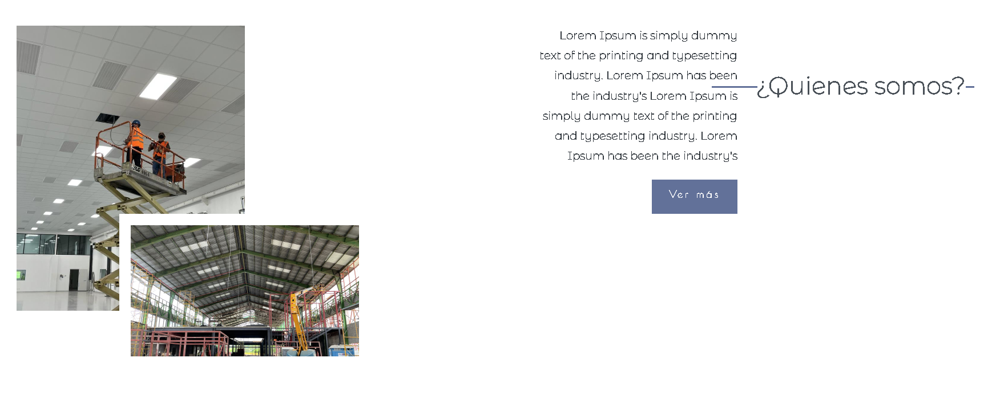 Lorem Ipsum is simply dummy
text of the printing and typesetting
industry. Lorem Ipsum has been
the industry's Lorem Ipsum is
simply dummy text of the printing
and typesetting industry. Lorem
Ipsum has been the industry's
¿Quienes somos?
Ver más